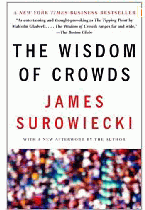 A NEW YORK TIMES BUSINESS BESTSELLER
"As entertaining and thought-provoking as The Tipping Point by
Malcolm Gladwell. . . . The Wisdom of Crowds ranges far and wide."
—The Boston Globe
THE WISDOM
OF CROWDS
JAMES
SUROWIECKI
WITH A NEW AFTERWORD BY THE AUTHOR